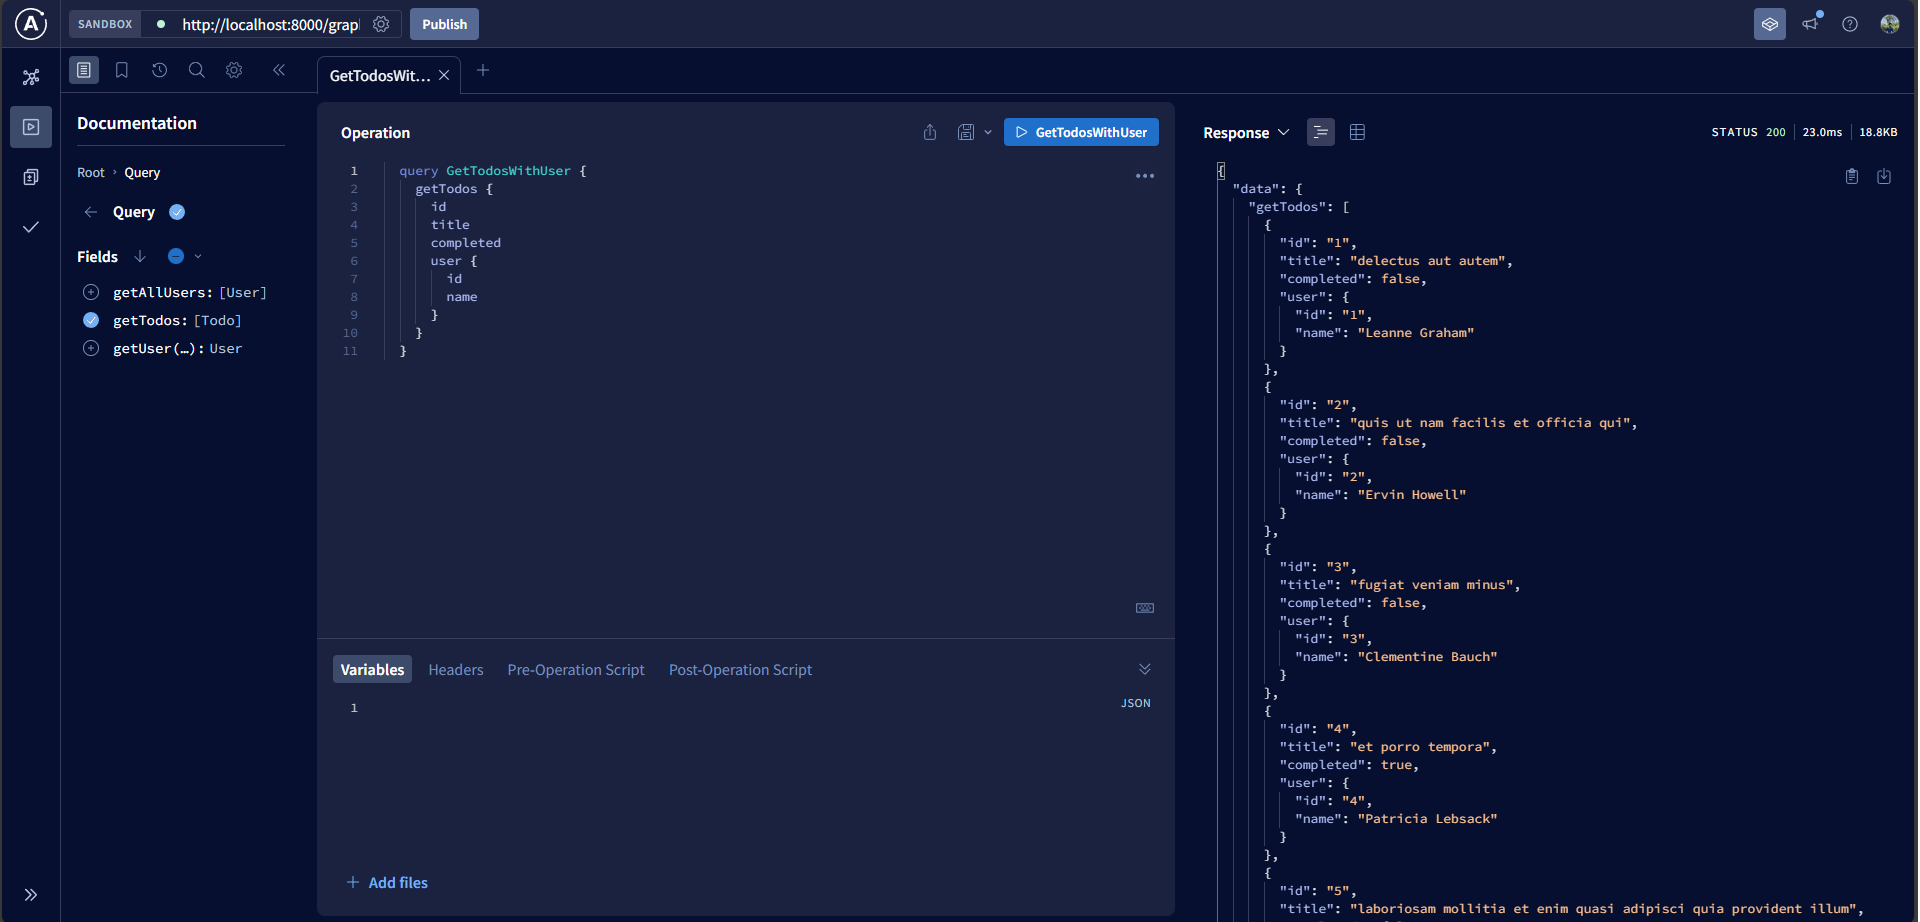 SANDBOX http://localhost:8000/grap Publish
GetTodosWit...
Documentation
Root › Query
Query
Fields
getAllUsers: [User]
getTodos: [Todo]
getUser(…): User
Operation
GetTodosWithUser
1 query GetTodosWithUser {
2 getTodos {
3 id
4 title
5 completed
6 user {
7 id
8 name
9 }
10 }
11 }
Variables Headers Pre-Operation Script Post-Operation Script
1
JSON
Add files
Response
STATUS 200 23.0ms 18.8KB
{
"data": {
"getTodos": [
{
"id": "1",
"title": "delectus aut autem",
"completed": false,
"user": {
"id": "1",
"name": "Leanne Graham"
}
},
{
"id": "2",
"title": "quis ut nam facilis et officia qui",
"completed": false,
"user": {
"id": "2",
"name": "Ervin Howell"
}
},
{
"id": "3",
"title": "fugiat veniam minus",
"completed": false,
"user": {
"id": "3",
"name": "Clementine Bauch"
}
},
{
"id": "4",
"title": "et porro tempora",
"completed": true,
"user": {
"id": "4",
"name": "Patricia Lebsack"
}
},
{
"id": "5",
"title": "laboriosam mollitia et enim quasi adipisci quia provident illum",